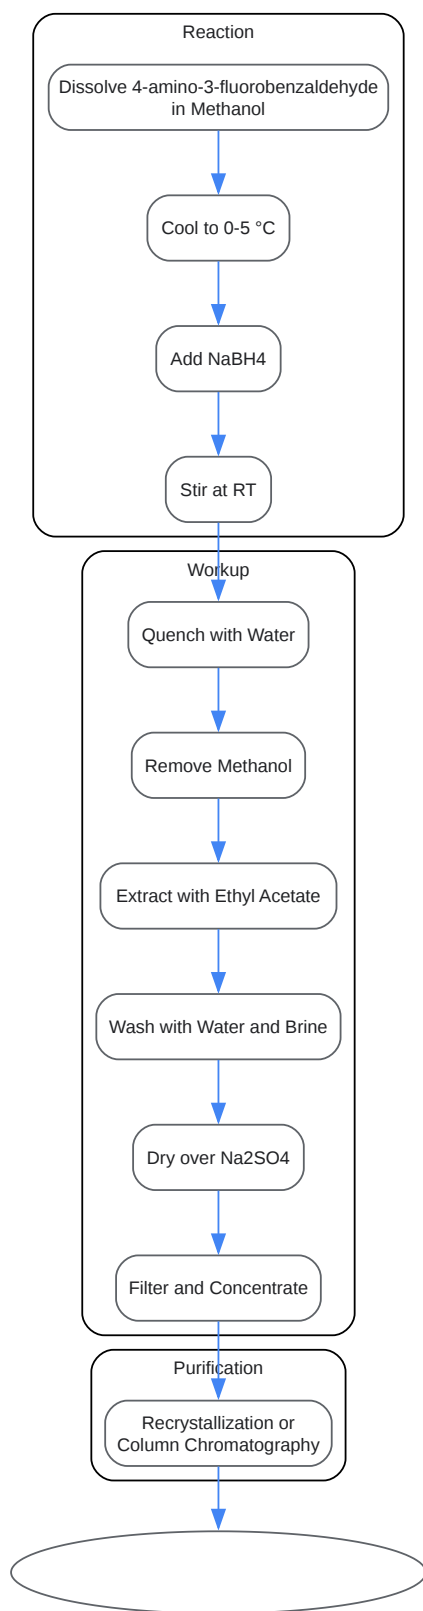 Reaction
Dissolve 4-amino-3-fluorobenzaldehyde
in Methanol
Cool to 0-5 °C
Add NaBH4
Stir at RT
Workup
Quench with Water
Remove Methanol
Extract with Ethyl Acetate
Wash with Water and Brine
Dry over Na2SO4
Filter and Concentrate
Purification
Recrystallization or
Column Chromatography